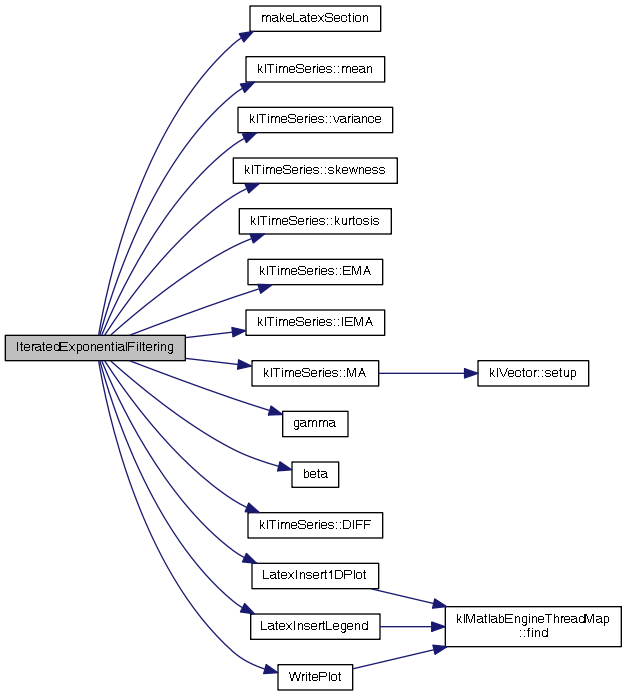 makeLatexSection
klTimeSeries::mean
klTimeSeries::variance
klTimeSeries::skewness
klTimeSeries::kurtosis
klTimeSeries::EMA
klTimeSeries::IEMA
IteratedExponentialFiltering
klTimeSeries::MA
klVector::setup
gamma
beta
klTimeSeries::DIFF
LatexInsert1DPlot
klMatlabEngineThreadMap
::find
LatexInsertLegend
WritePlot